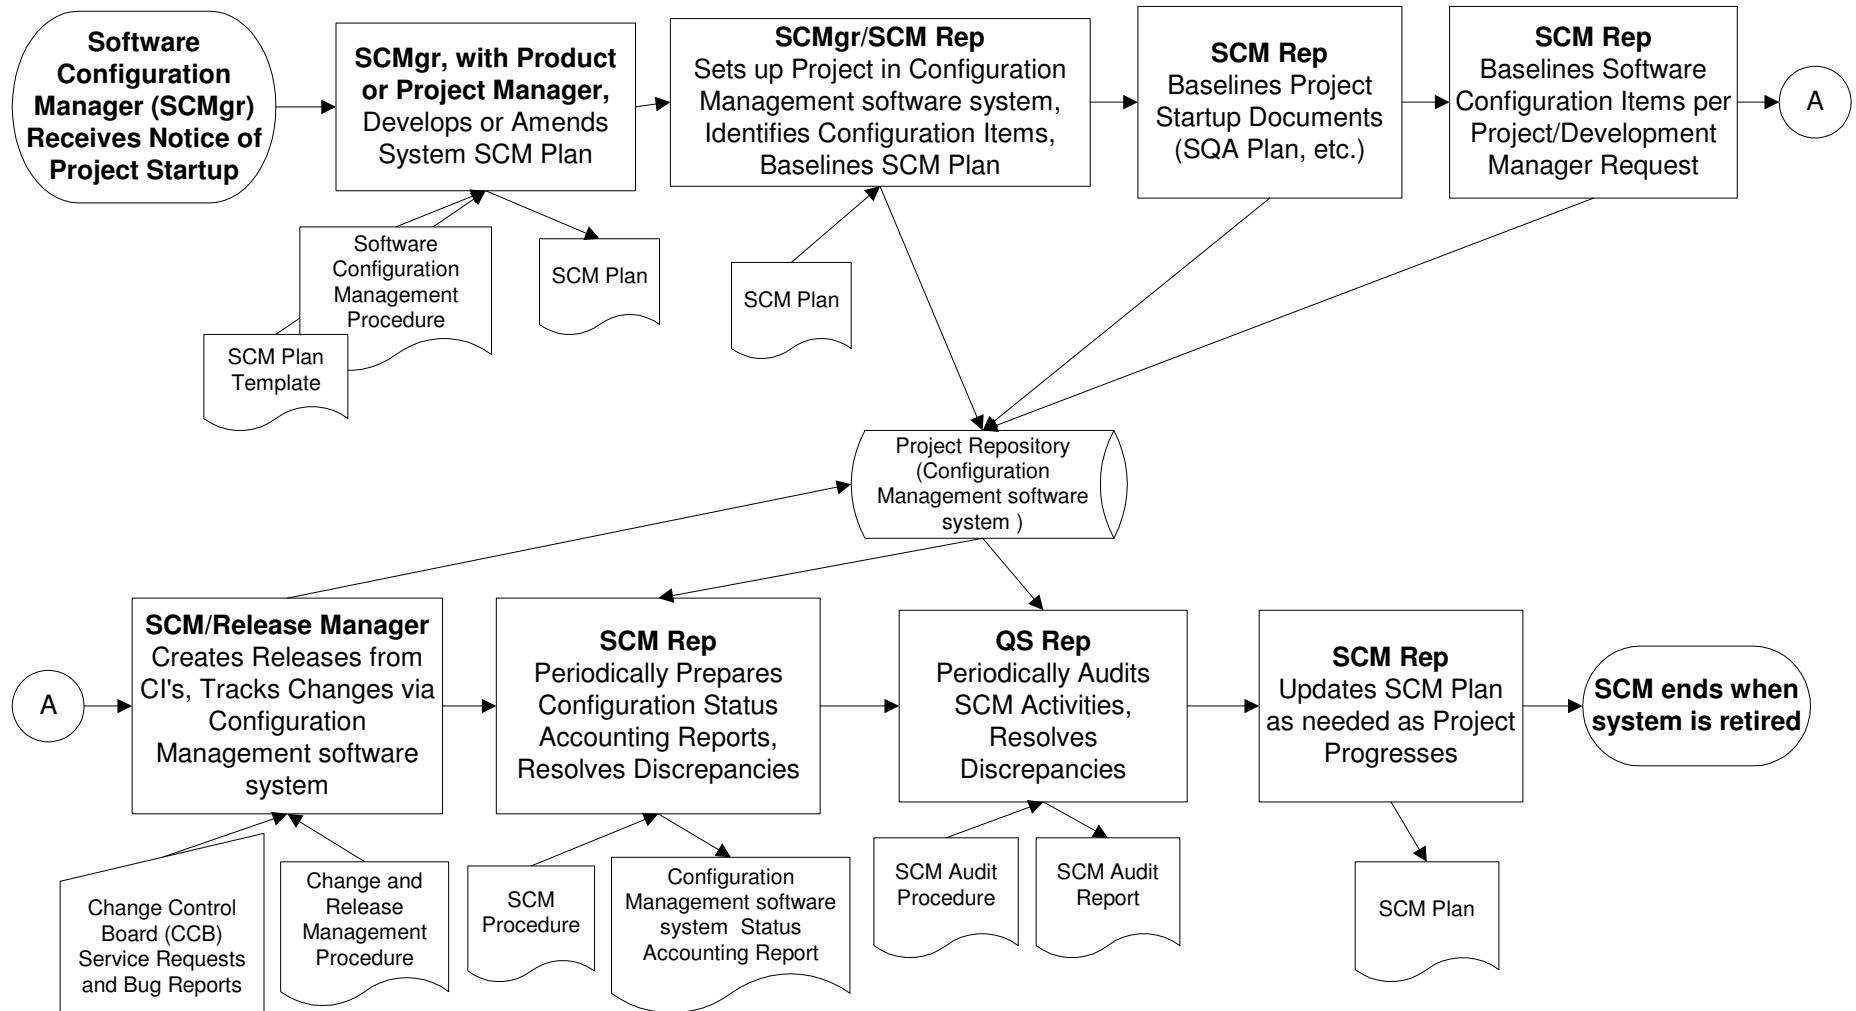 Software
Configuration
Manager (SCMgr)
Receives Notice of
Project Startup
SCMgr, with Product
or Project Manager,
Develops or Amends
System SCM Plan
SCMgr/SCM Rep
Sets up Project in Configuration
Management software system,
Identifies Configuration Items,
Baselines SCM Plan
SCM Rep
Baselines Project
Startup Documents
(SQA Plan, etc.)
SCM Rep
Baselines Software
Configuration Items per
Project/Development
Manager Request
A
Software
Configuration
Management
Procedure
SCM Plan
Template
SCM Plan
SCM Plan
Project Repository
(Configuration
Management software
system )
A
SCM/Release Manager
Creates Releases from
CI's, Tracks Changes via
Configuration
Management software
system
SCM Rep
Periodically Prepares
Configuration Status
Accounting Reports,
Resolves Discrepancies
QS Rep
Periodically Audits
SCM Activities,
Resolves
Discrepancies
SCM Rep
Updates SCM Plan
as needed as Project
Progresses
SCM ends when
system is retired
Change Control
Board (CCB)
Service Requests
and Bug Reports
Change and
Release
Management
Procedure
SCM
Procedure
Configuration
Management software
system Status
Accounting Report
SCM Audit
Procedure
SCM Audit
Report
SCM Plan